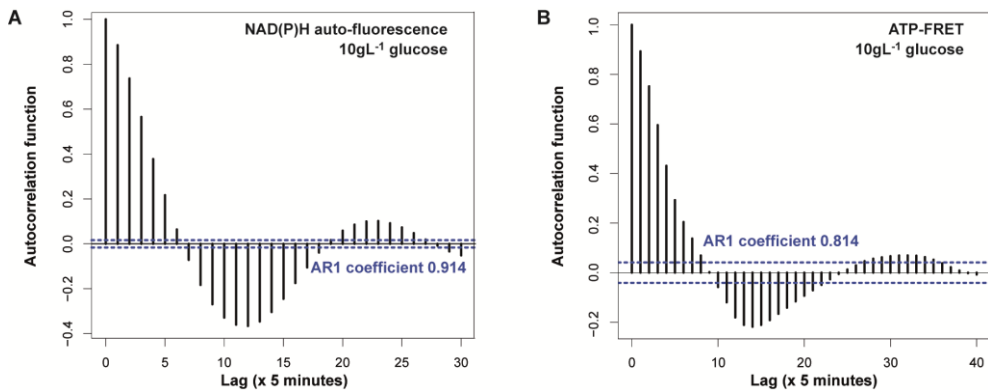 A
NAD(P)H auto-fluorescence
10gL⁻¹ glucose
Autocorrelation function
1.0
0.8
0.6
0.4
0.2
0.0
−0.2
−0.4
AR1 coefficient 0.914
0 5 10 15 20 25 30
Lag (x 5 minutes)
B
ATP-FRET
10gL⁻¹ glucose
Autocorrelation function
1.0
0.8
0.6
0.4
0.2
0.0
−0.2
AR1 coefficient 0.814
0 10 20 30 40
Lag (x 5 minutes)